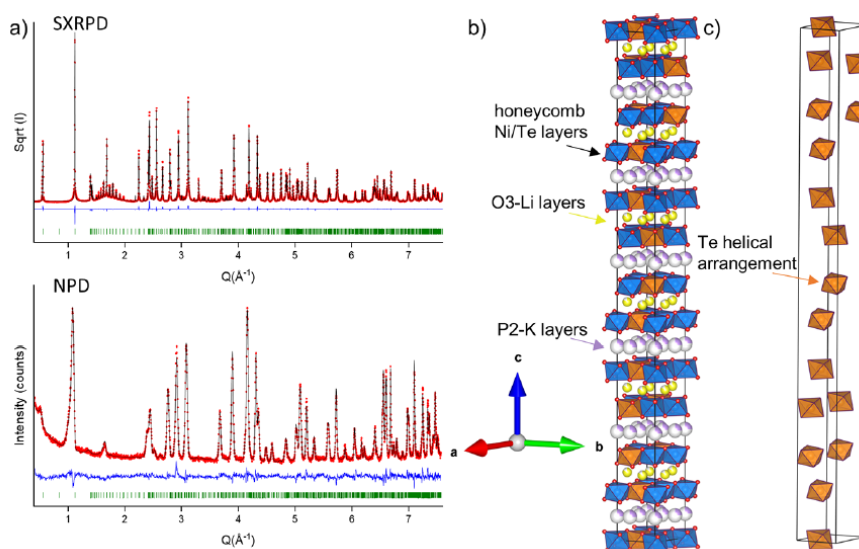 a)
SXRPD
Sqrt (I)
1 2 3 4 5 6 7
Q(Å⁻¹)
NPD
Intensity (counts)
1 2 3 4 5 6 7
Q(Å⁻¹)
b)
honeycomb
Ni/Te layers
O3-Li layers
P2-K layers
c
a
b
c)
Te helical
arrangement